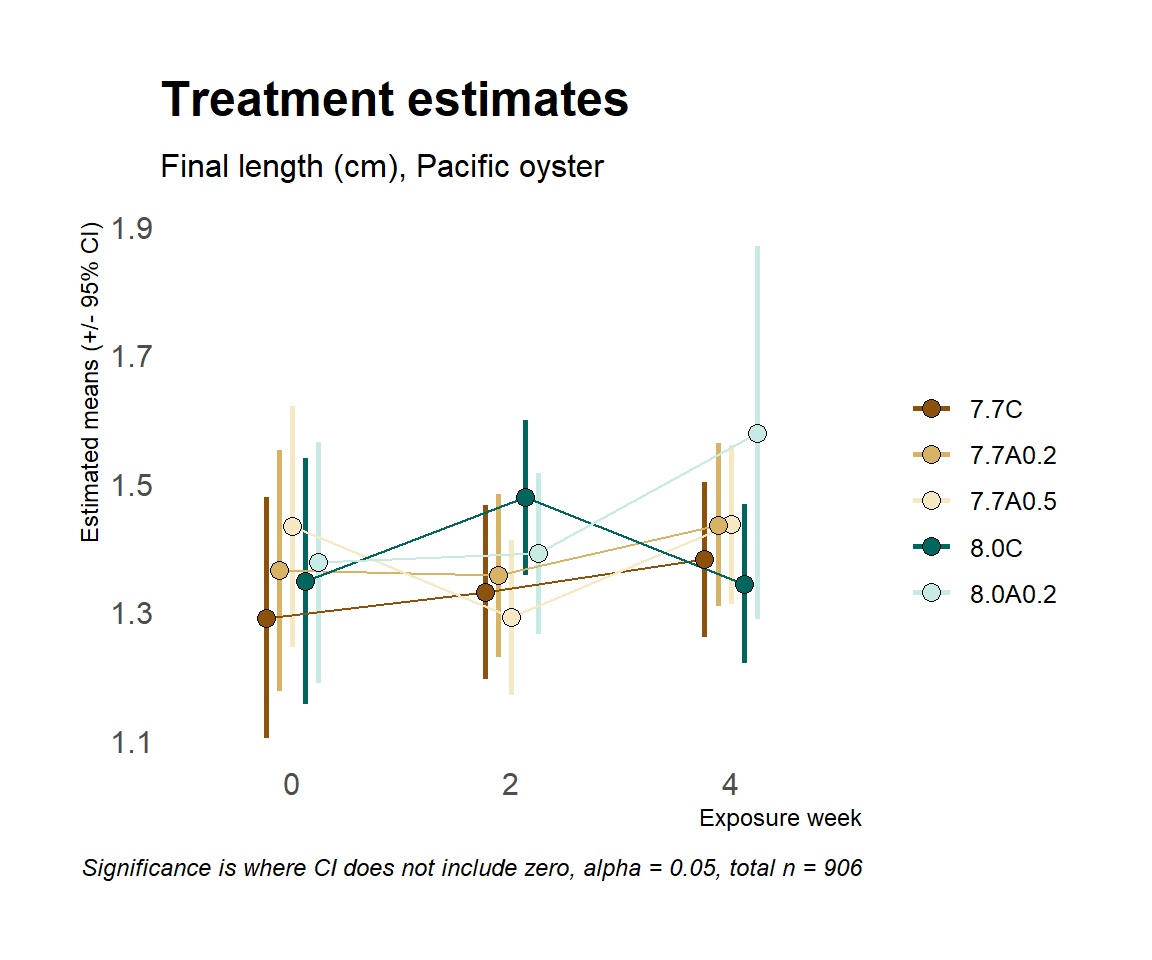 Treatment estimates
Final length (cm), Pacific oyster
Estimated means (+/- 95% CI)
1.9
1.7
1.5
1.3
1.1
0 2 4
Exposure week
7.7C
7.7A0.2
7.7A0.5
8.0C
8.0A0.2
Significance is where CI does not include zero, alpha = 0.05, total n = 906